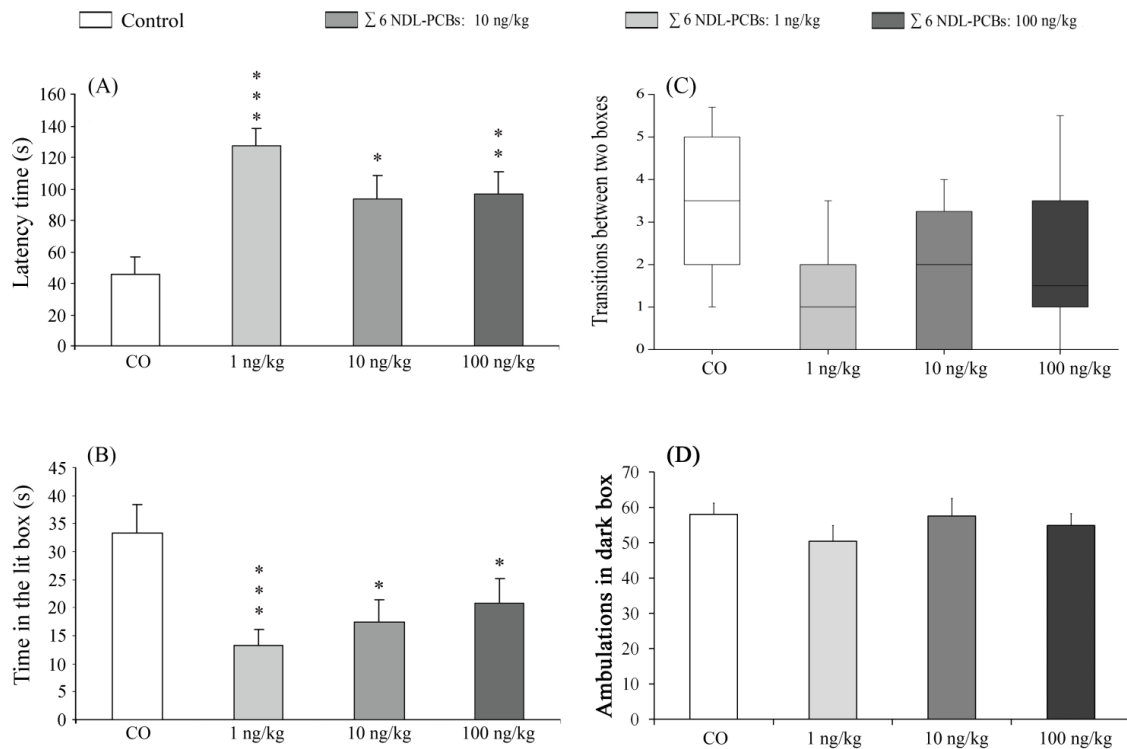 Control
∑ 6 NDL-PCBs: 10 ng/kg
∑ 6 NDL-PCBs: 1 ng/kg
∑ 6 NDL-PCBs: 100 ng/kg
(A)
Latency time (s)
160
140
120
100
80
60
40
20
0
* * *
*
* *
CO
1 ng/kg
10 ng/kg
100 ng/kg
(C)
Transitions between two boxes
6
5
4
3
2
1
0
CO
1 ng/kg
10 ng/kg
100 ng/kg
(B)
Time in the lit box (s)
45
40
35
30
25
20
15
10
5
0
* * *
*
*
CO
1 ng/kg
10 ng/kg
100 ng/kg
(D)
Ambulations in dark box
70
60
50
40
30
20
10
0
CO
1 ng/kg
10 ng/kg
100 ng/kg